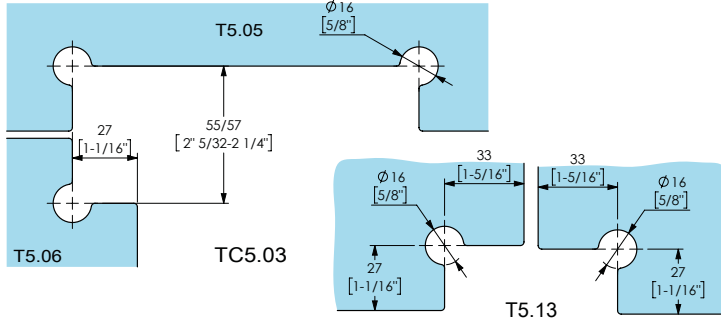 T5.05
Ø16
[5/8"]
27
[1-1/16"]
55/57
[2" 5/32-2 1/4"]
T5.06
TC5.03
33
[1-5/16"]
33
[1-5/16"]
Ø16
[5/8"]
Ø16
[5/8"]
27
[1-1/16"]
27
[1-1/16"]
T5.13